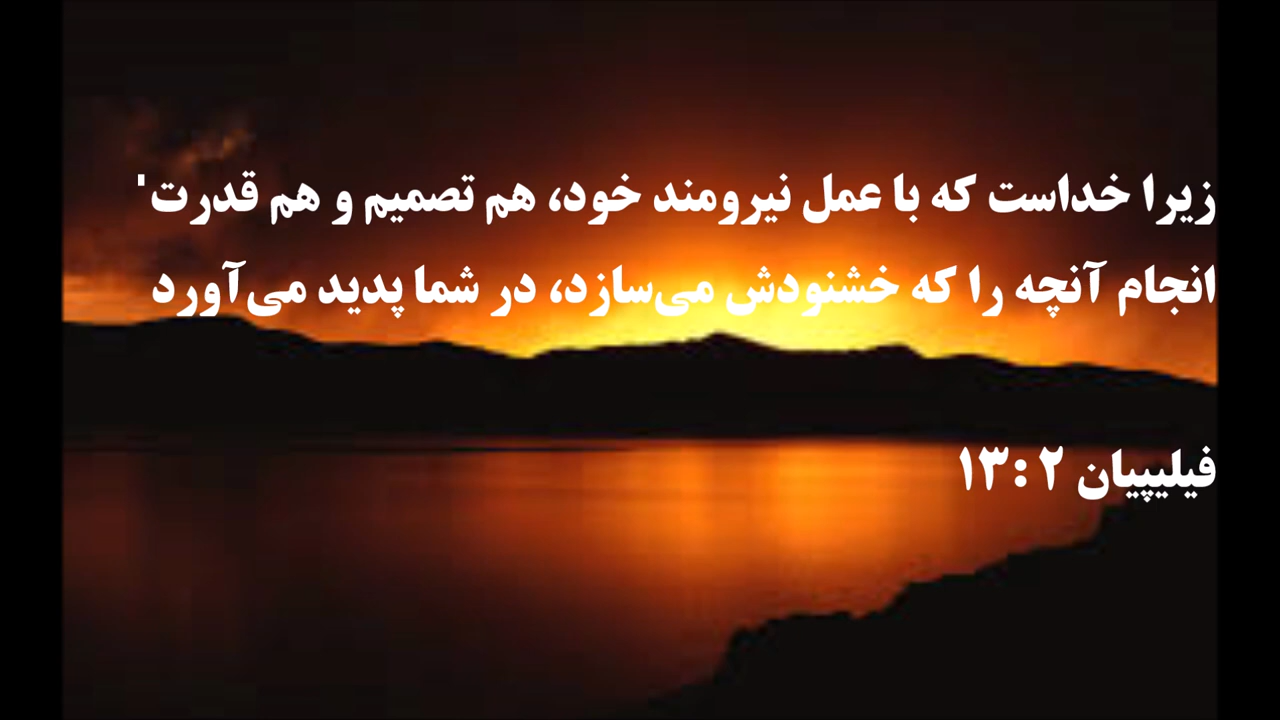 زیرا خداست که با عمل نیرومند خود، هم تصمیم و هم قدرت'
انجام آنچه را که خشنودش می‌سازد، در شما پدید می‌آورد
فیلیپیان ۲:۱۳